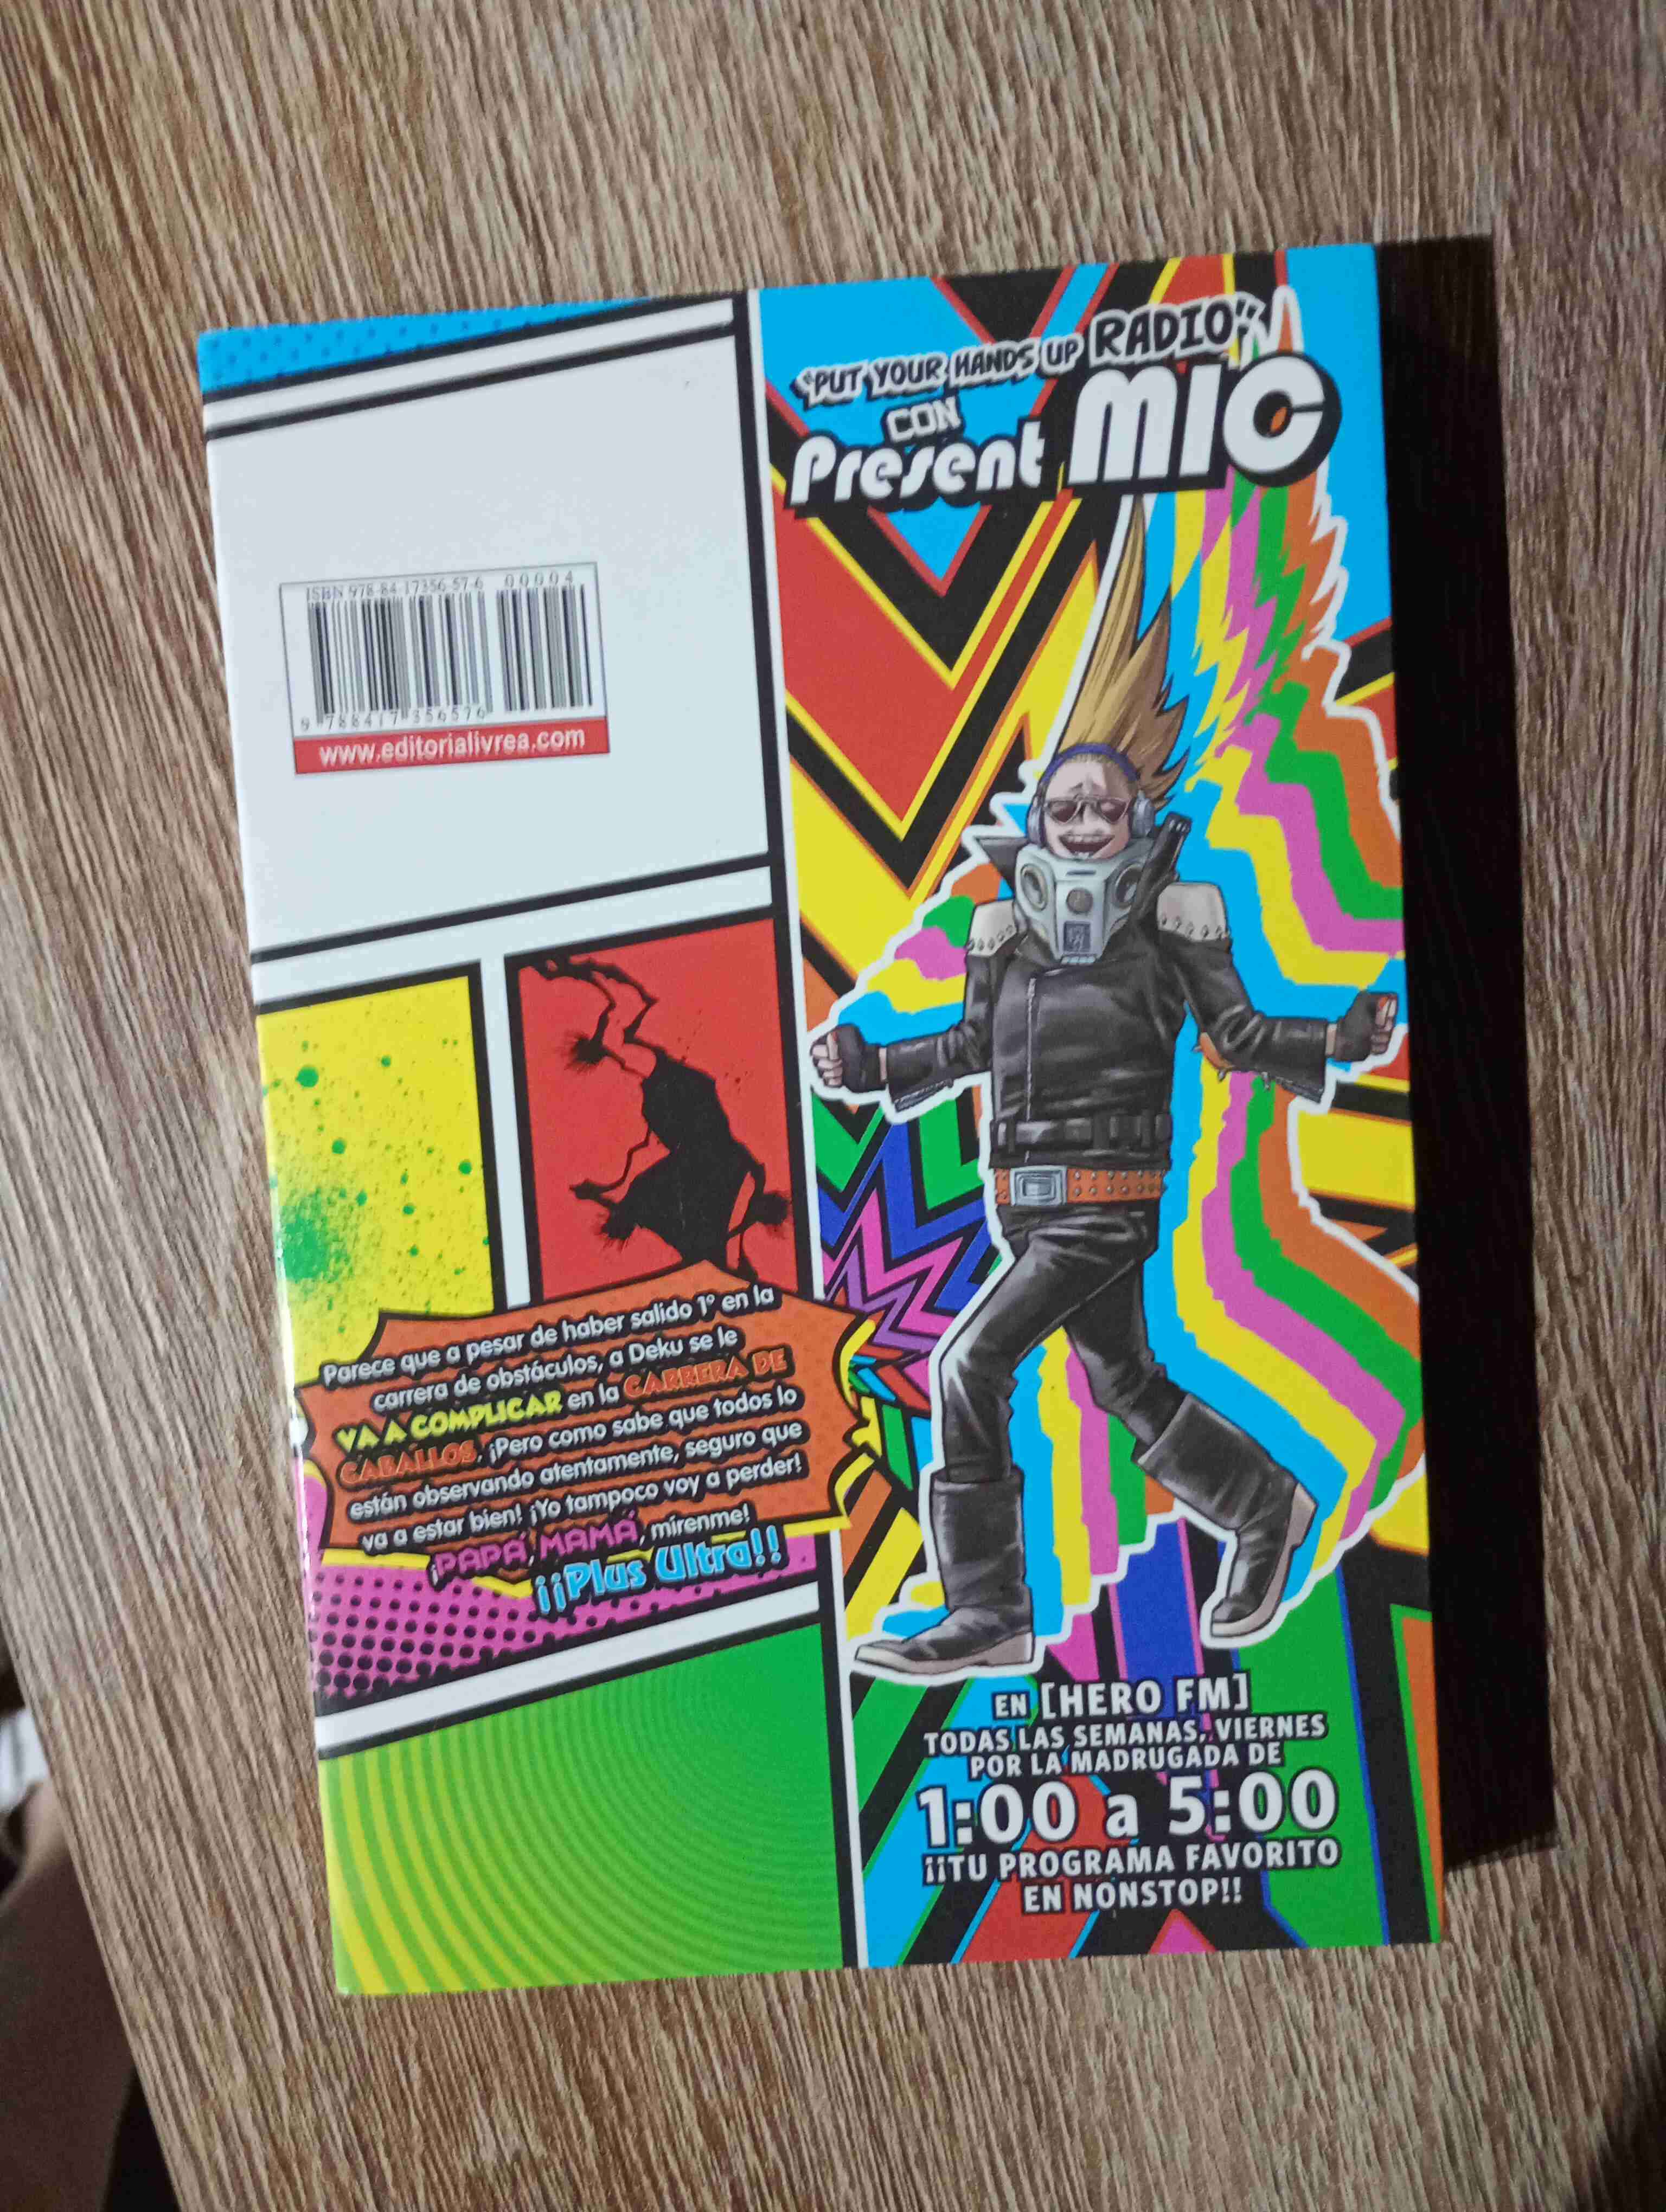 ISBN 978-84-17356-57-6 00004
9 788417 356576
www.editorialivrea.com
Parece que a pesar de haber salido 1º en la
carrera de obstáculos, a Deku se le
VA A COMPLICAR en la CARRERA DE
CABALLOS. ¡Pero como sabe que todos lo
están observando atentamente, seguro que
va a estar bien! ¡Yo tampoco voy a perder!
¡PAPÁ, MAMÁ, mírenme!
¡¡Plus Ultra!!
"PUT YOUR HANDS UP RADIO"
CON
Present MIC
EN [HERO FM]
TODAS LAS SEMANAS, VIERNES
POR LA MADRUGADA DE
1:00 a 5:00
¡¡TU PROGRAMA FAVORITO
EN NONSTOP!!